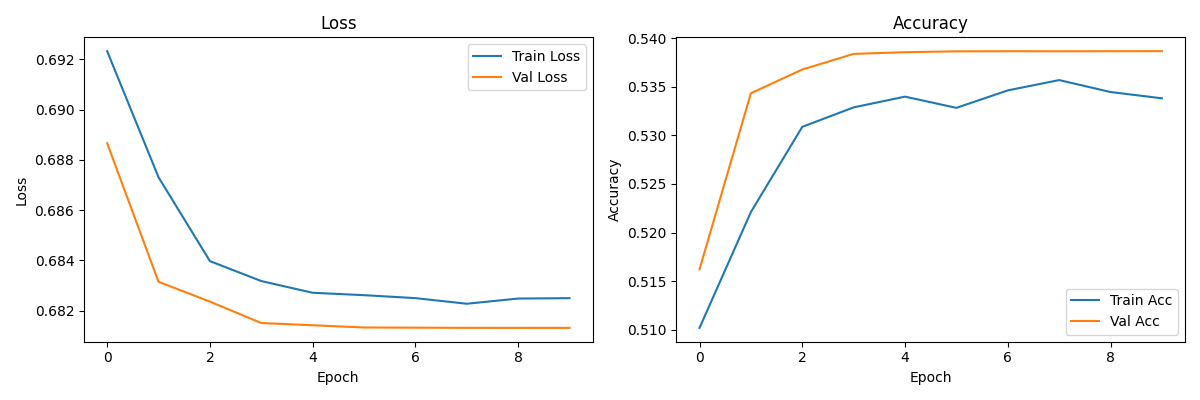 Loss
0.692
0.690
0.688
0.686
0.684
0.682
Loss
0 2 4 6 8
Epoch
Train Loss
Val Loss
Accuracy
0.540
0.535
0.530
0.525
0.520
0.515
0.510
Accuracy
0 2 4 6 8
Epoch
Train Acc
Val Acc